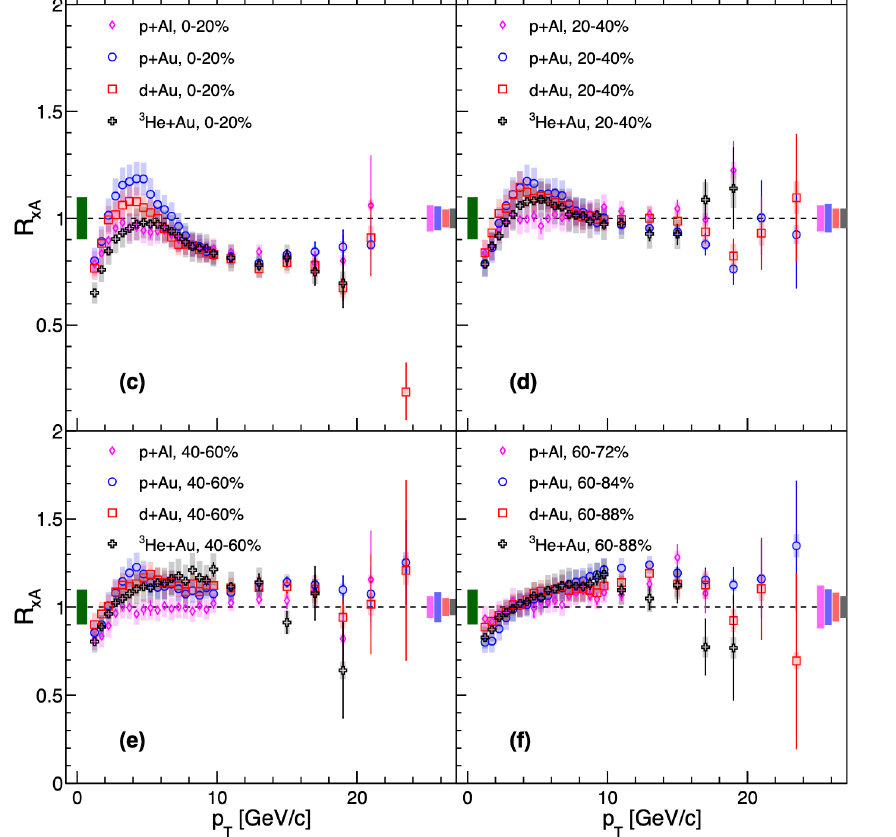 2
p+Al, 0-20%
p+Au, 0-20%
d+Au, 0-20%
³He+Au, 0-20%
1.5
1
0.5
R_xA
(c)
p+Al, 20-40%
p+Au, 20-40%
d+Au, 20-40%
³He+Au, 20-40%
(d)
2
p+Al, 40-60%
p+Au, 40-60%
d+Au, 40-60%
³He+Au, 40-60%
1.5
1
0.5
0
R_xA
(e)
p+Al, 60-72%
p+Au, 60-84%
d+Au, 60-88%
³He+Au, 60-88%
(f)
0 10 20
p_T [GeV/c]
0 10 20
p_T [GeV/c]